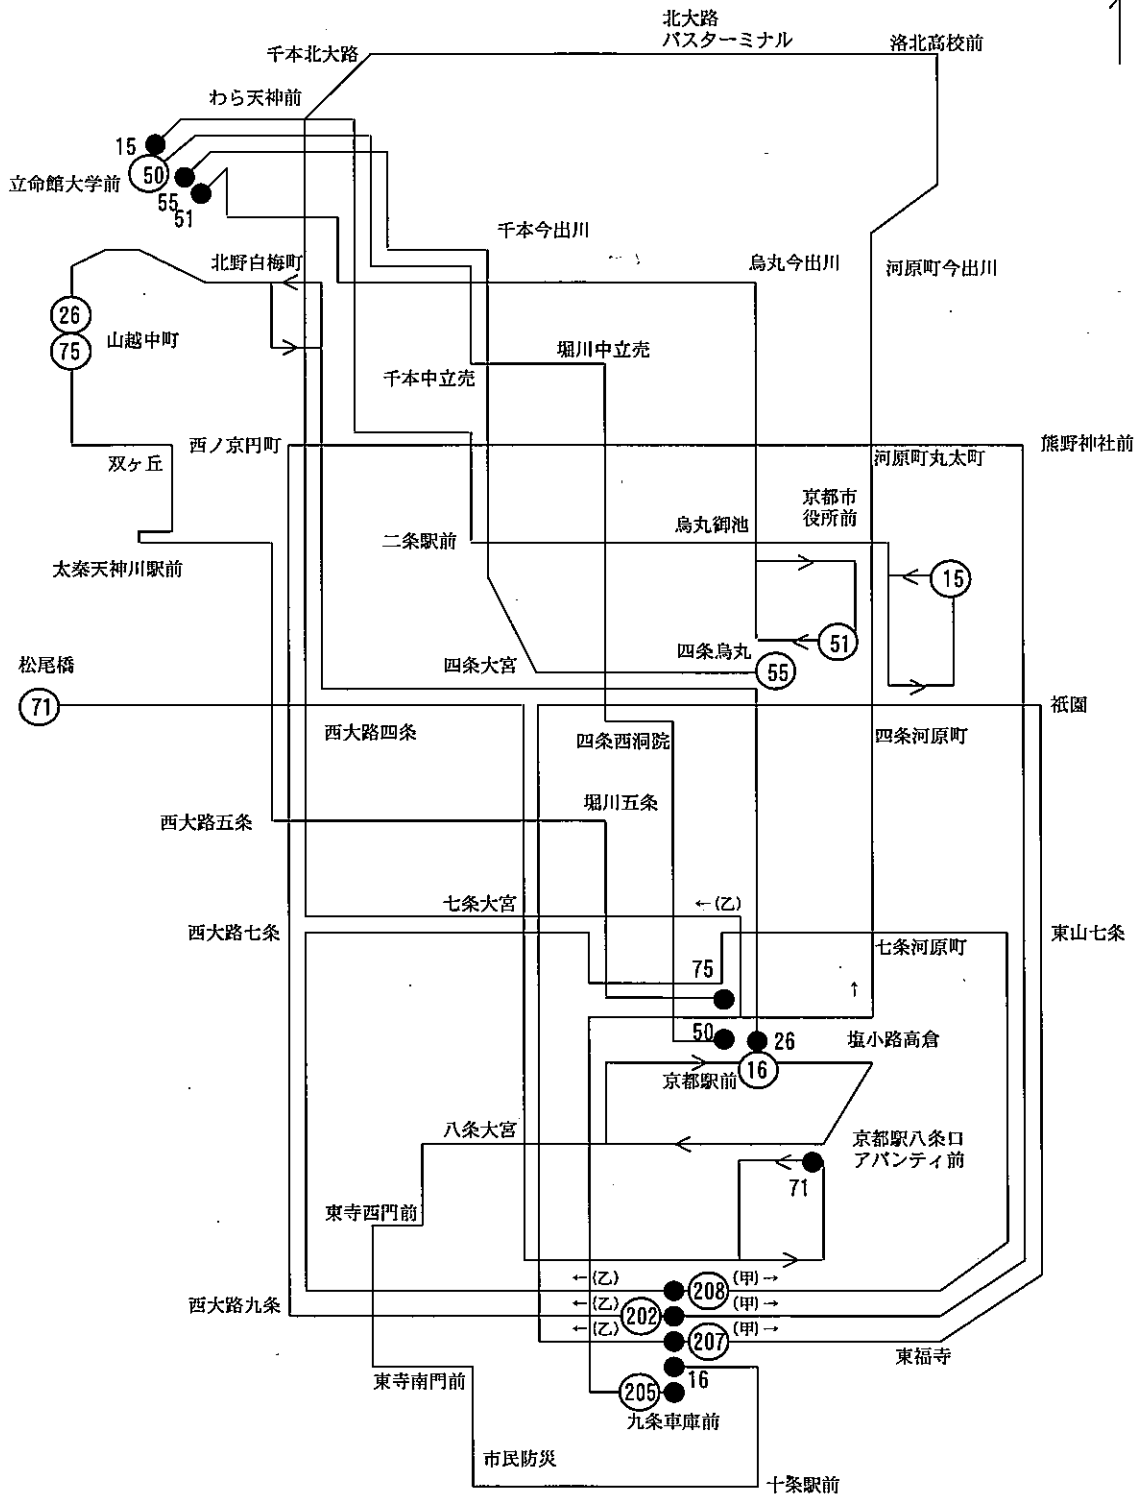 北大路
バスターミナル
洛北高校前
千本北大路
わら天神前
15
50
立命館大学前
55
51
千本今出川
北野白梅町
烏丸今出川
河原町今出川
26
山越中町
75
堀川中立売
千本中立売
西ノ京円町
熊野神社前
双ヶ丘
河原町丸太町
京都市
役所前
烏丸御池
二条駅前
太秦天神川駅前
15
51
四条烏丸
松尾橋
四条大宮
55
71
祇園
西大路四条
四条西洞院
四条河原町
堀川五条
西大路五条
七条大宮
←(乙)
西大路七条
東山七条
七条河原町
75
↑
50
26
塩小路高倉
京都駅前
16
八条大宮
京都駅八条口
アバンティ前
71
東寺西門前
←(乙)
208
(甲)→
西大路九条
←(乙)
202
(甲)→
←(乙)
207
(甲)→
東福寺
東寺南門前
16
205
九条車庫前
市民防災
十条駅前